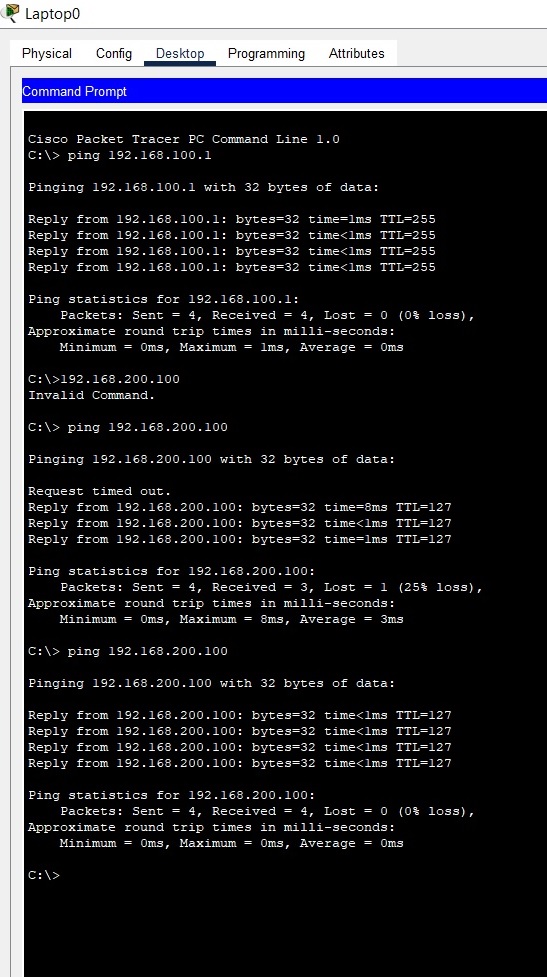 Laptop0
Physical Config Desktop Programming Attributes
Command Prompt
Cisco Packet Tracer PC Command Line 1.0
C:\> ping 192.168.100.1
Pinging 192.168.100.1 with 32 bytes of data:
Reply from 192.168.100.1: bytes=32 time=1ms TTL=255
Reply from 192.168.100.1: bytes=32 time<1ms TTL=255
Reply from 192.168.100.1: bytes=32 time<1ms TTL=255
Reply from 192.168.100.1: bytes=32 time<1ms TTL=255
Ping statistics for 192.168.100.1:
Packets: Sent = 4, Received = 4, Lost = 0 (0% loss),
Approximate round trip times in milli-seconds:
Minimum = 0ms, Maximum = 1ms, Average = 0ms
C:\>192.168.200.100
Invalid Command.
C:\> ping 192.168.200.100
Pinging 192.168.200.100 with 32 bytes of data:
Request timed out.
Reply from 192.168.200.100: bytes=32 time=8ms TTL=127
Reply from 192.168.200.100: bytes=32 time<1ms TTL=127
Reply from 192.168.200.100: bytes=32 time=1ms TTL=127
Ping statistics for 192.168.200.100:
Packets: Sent = 4, Received = 3, Lost = 1 (25% loss),
Approximate round trip times in milli-seconds:
Minimum = 0ms, Maximum = 8ms, Average = 3ms
C:\> ping 192.168.200.100
Pinging 192.168.200.100 with 32 bytes of data:
Reply from 192.168.200.100: bytes=32 time<1ms TTL=127
Reply from 192.168.200.100: bytes=32 time<1ms TTL=127
Reply from 192.168.200.100: bytes=32 time<1ms TTL=127
Reply from 192.168.200.100: bytes=32 time<1ms TTL=127
Ping statistics for 192.168.200.100:
Packets: Sent = 4, Received = 4, Lost = 0 (0% loss),
Approximate round trip times in milli-seconds:
Minimum = 0ms, Maximum = 0ms, Average = 0ms
C:\>